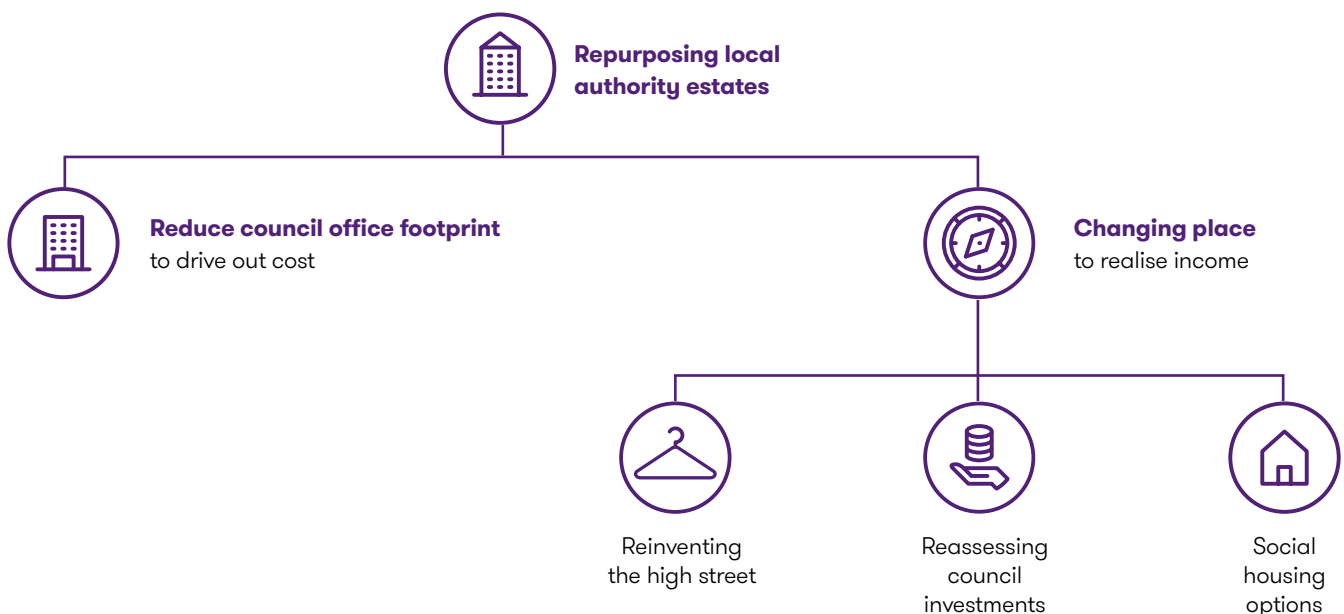 Repurposing local
authority estates
Reduce council office footprint
to drive out cost
Changing place
to realise income
Reinventing
the high street
Reassessing
council
investments
Social
housing
options